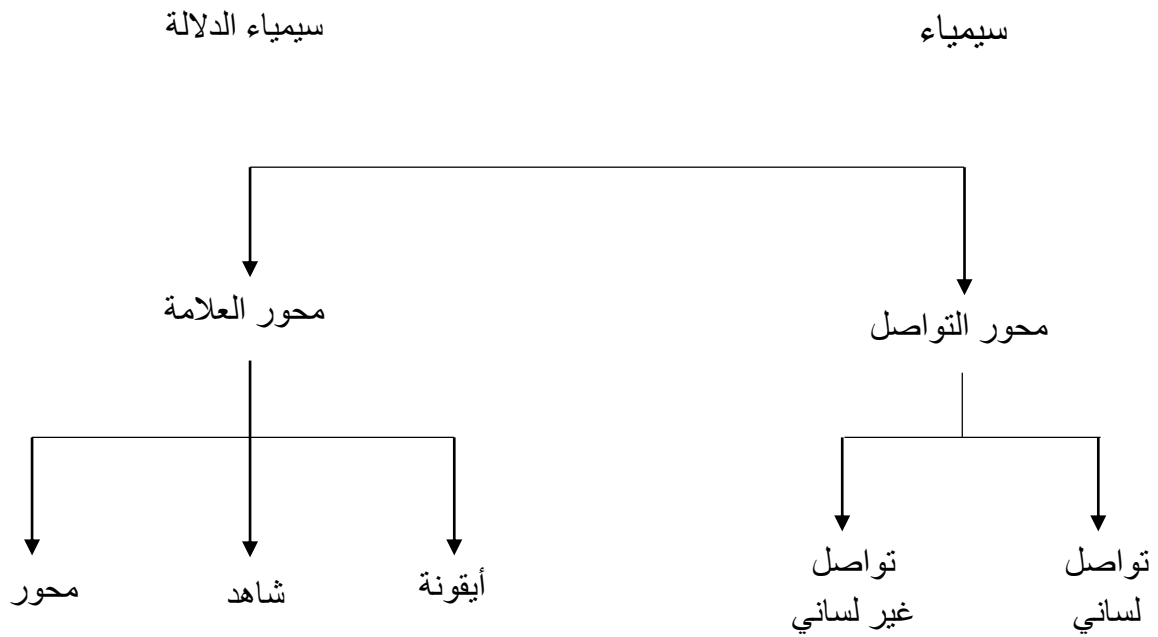 سيمياء
سيمياء الدلالة
محور التواصل
محور العلامة
تواصل
لساني
تواصل
غير لساني
أيقونة
شاهد
محور